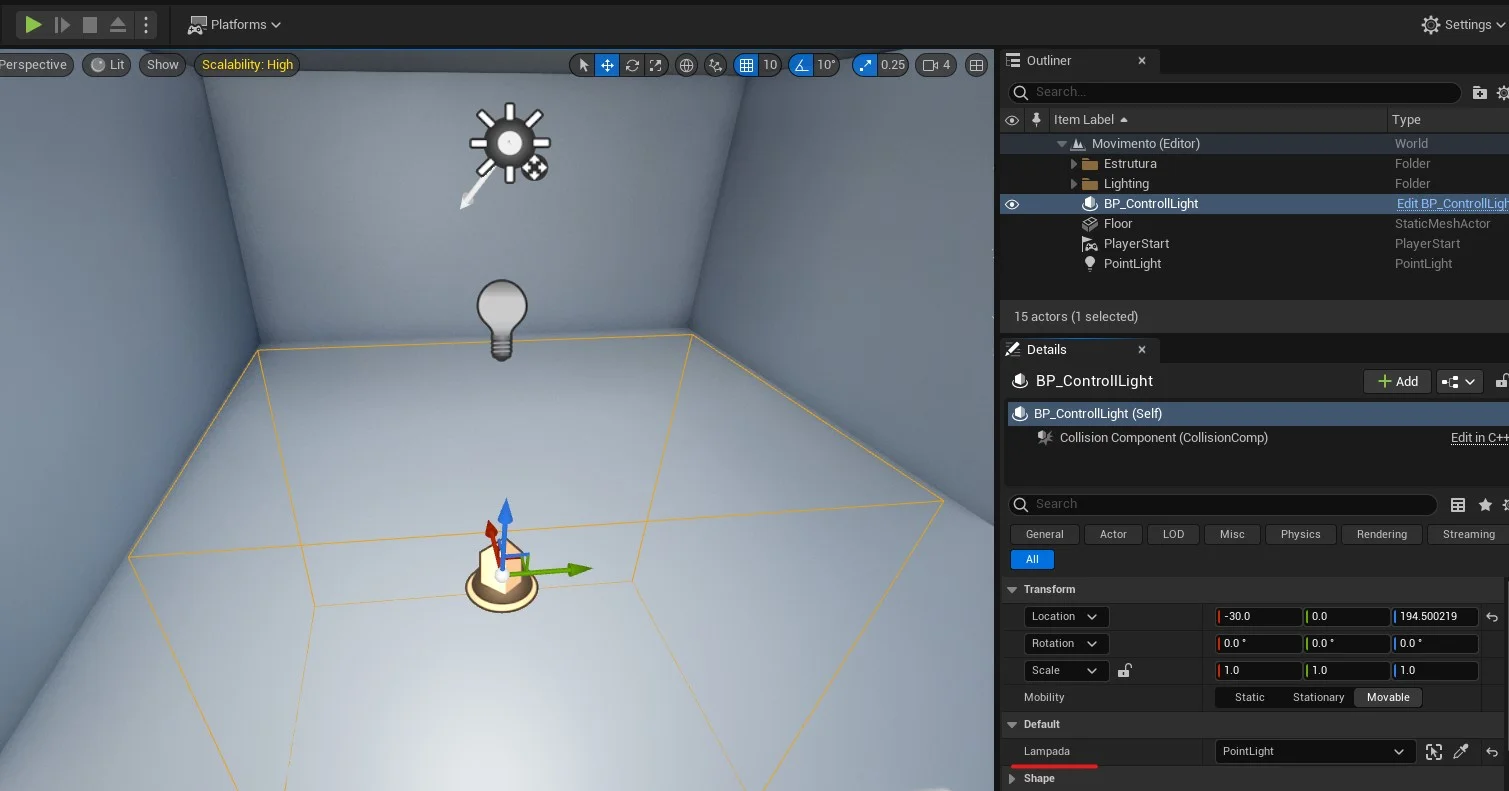 Platforms
Settings
Perspective
Lit
Show
Scalability: High
10
10°
0.25
4
Outliner
Search...
Item Label
Type
Movimento (Editor)
World
Estrutura
Folder
Lighting
Folder
BP_ControllLight
Edit BP_ControllLigh
Floor
StaticMeshActor
PlayerStart
PlayerStart
PointLight
PointLight
15 actors (1 selected)
Details
BP_ControllLight
Add
BP_ControllLight (Self)
Collision Component (CollisionComp)
Edit in C++
Search
General
Actor
LOD
Misc
Physics
Rendering
Streaming
All
Transform
Location
-30.0
0.0
194.500219
Rotation
0.0 °
0.0 °
0.0 °
Scale
1.0
1.0
1.0
Mobility
Static
Stationary
Movable
Default
Lampada
PointLight
Shape